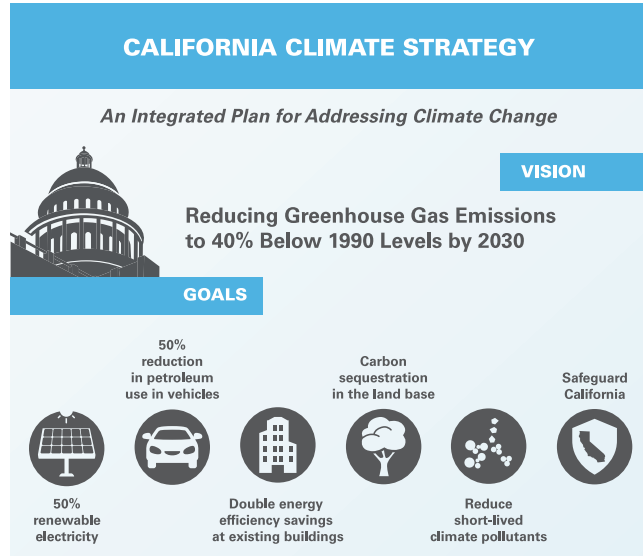 CALIFORNIA CLIMATE STRATEGY
An Integrated Plan for Addressing Climate Change
VISION
Reducing Greenhouse Gas Emissions
to 40% Below 1990 Levels by 2030
GOALS
50%
renewable
electricity
50%
reduction
in petroleum
use in vehicles
Double energy
efficiency savings
at existing buildings
Carbon
sequestration
in the land base
Reduce
short-lived
climate pollutants
Safeguard
California